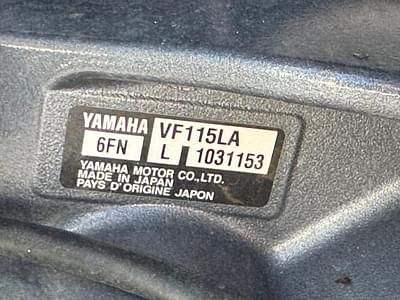 YAMAHA VF115LA
6FN L 1031153
YAMAHA MOTOR CO.,LTD.
MADE IN JAPAN
PAYS D'ORIGINE JAPON